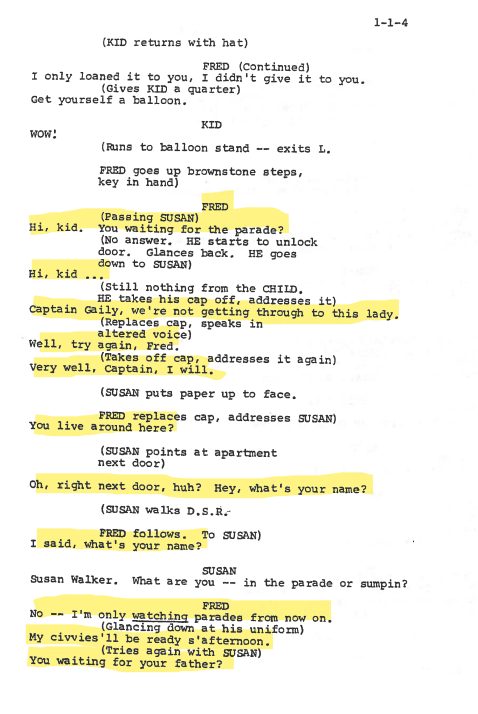 1-1-4
(KID returns with hat)
FRED (Continued)
I only loaned it to you, I didn't give it to you.
(Gives KID a quarter)
Get yourself a balloon.
KID
WOW!
(Runs to balloon stand -- exits L.
FRED goes up brownstone steps,
key in hand)
FRED
(Passing SUSAN)
Hi, kid. You waiting for the parade?
(No answer. HE starts to unlock
door. Glances back. HE goes
down to SUSAN)
Hi, kid ...
(Still nothing from the CHILD.
HE takes his cap off, addresses it)
Captain Gaily, we're not getting through to this lady.
(Replaces cap, speaks in
altered voice)
Well, try again, Fred.
(Takes off cap, addresses it again)
Very well, Captain, I will.
(SUSAN puts paper up to face.
FRED replaces cap, addresses SUSAN)
You live around here?
(SUSAN points at apartment
next door)
Oh, right next door, huh? Hey, what's your name?
(SUSAN walks D.S.R.
FRED follows. To SUSAN)
I said, what's your name?
SUSAN
Susan Walker. What are you -- in the parade or sumpin?
FRED
No -- I'm only watching parades from now on.
(Glancing down at his uniform)
My civvies'll be ready s'afternoon.
(Tries again with SUSAN)
You waiting for your father?